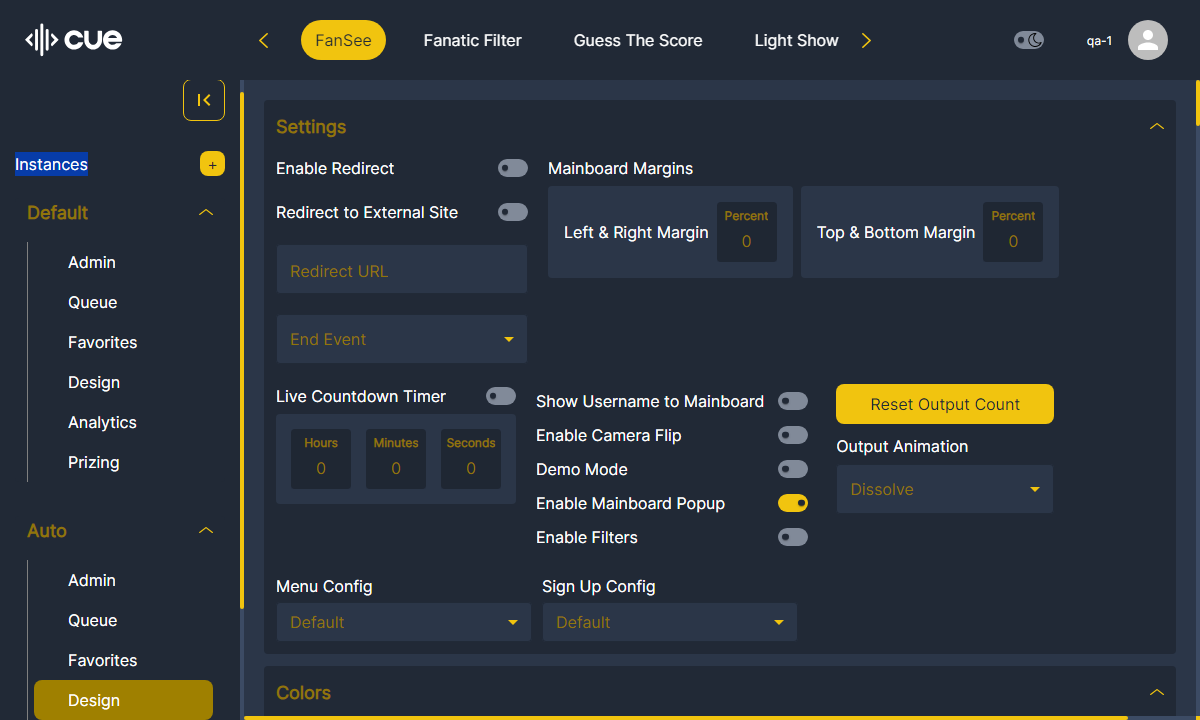 cue
FanSee
Fanatic Filter
Guess The Score
Light Show
qa-1
Instances
+
Default
Admin
Queue
Favorites
Design
Analytics
Prizing
Auto
Admin
Queue
Favorites
Design
Settings
Enable Redirect
Redirect to External Site
Redirect URL
End Event
Mainboard Margins
Left & Right Margin
Percent
0
Top & Bottom Margin
Percent
0
Live Countdown Timer
Hours
0
Minutes
0
Seconds
0
Show Username to Mainboard
Enable Camera Flip
Demo Mode
Enable Mainboard Popup
Enable Filters
Reset Output Count
Output Animation
Dissolve
Menu Config
Default
Sign Up Config
Default
Colors